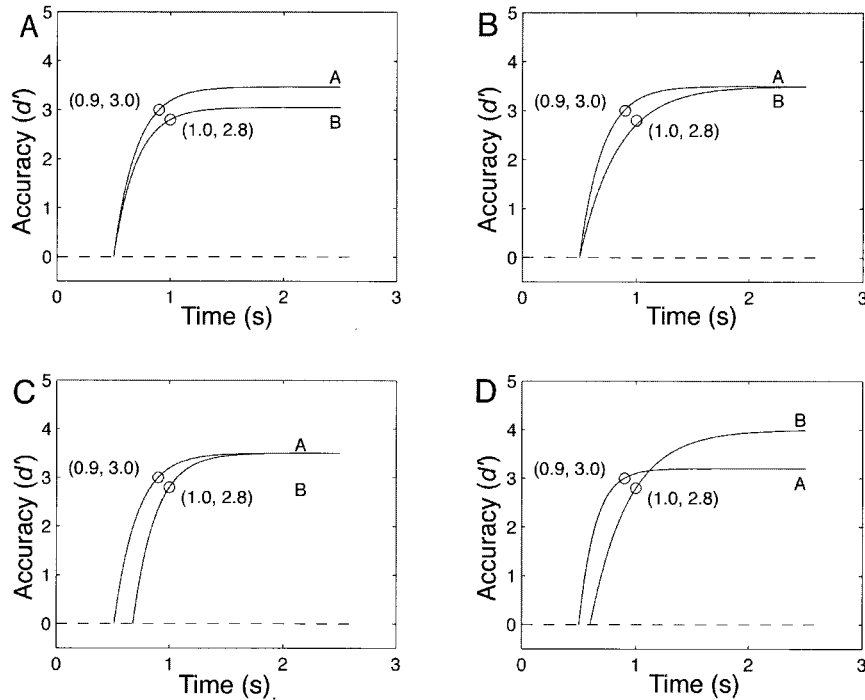 A
Accuracy (d')
5
4
3
2
1
0
(0.9, 3.0)
A
B
(1.0, 2.8)
0
1
2
3
Time (s)
B
Accuracy (d')
5
4
3
2
1
0
(0.9, 3.0)
A
B
(1.0, 2.8)
0
1
2
3
Time (s)
C
Accuracy (d')
5
4
3
2
1
0
(0.9, 3.0)
A
B
(1.0, 2.8)
0
1
2
3
Time (s)
D
Accuracy (d')
5
4
3
2
1
0
B
(0.9, 3.0)
A
(1.0, 2.8)
0
1
2
3
Time (s)